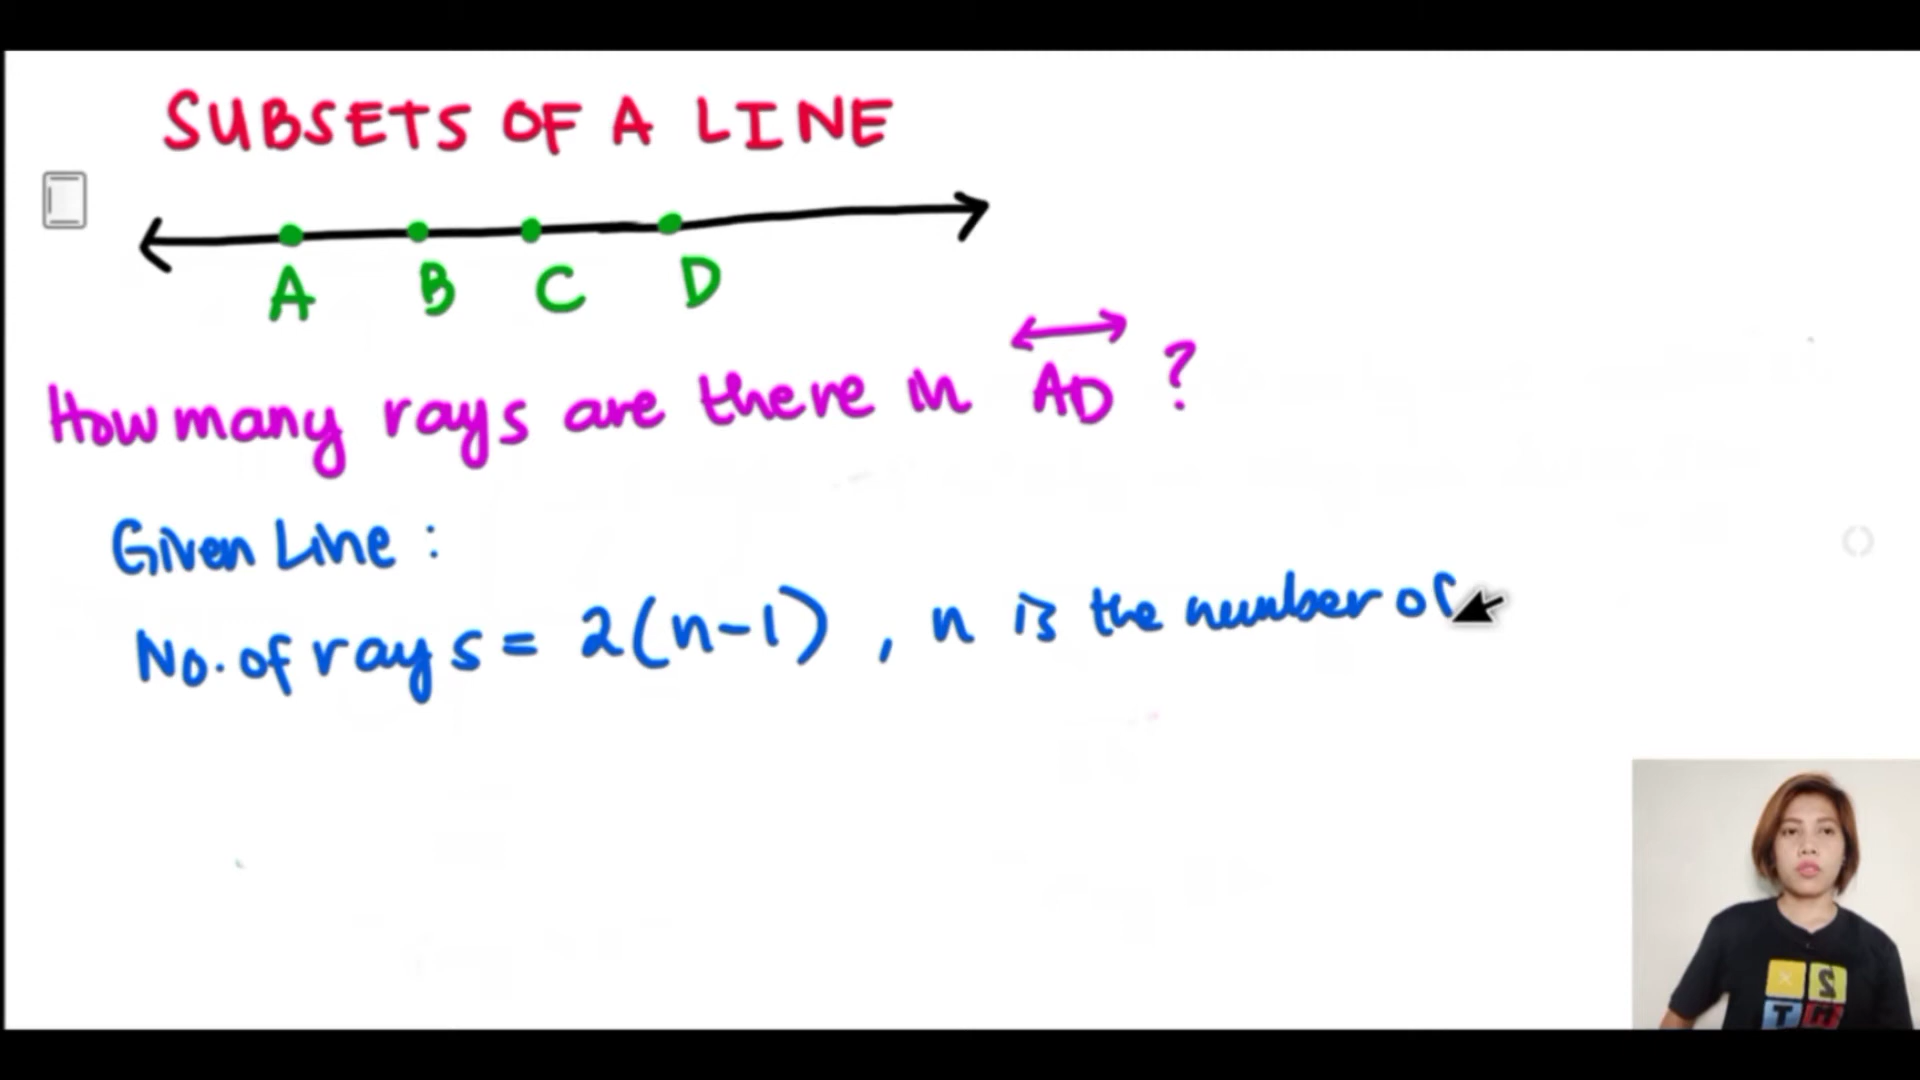 SUBSETS OF A LINE
A B C D
How many rays are there in AD ?
Given Line :
No. of rays = 2(n-1) , n is the number of